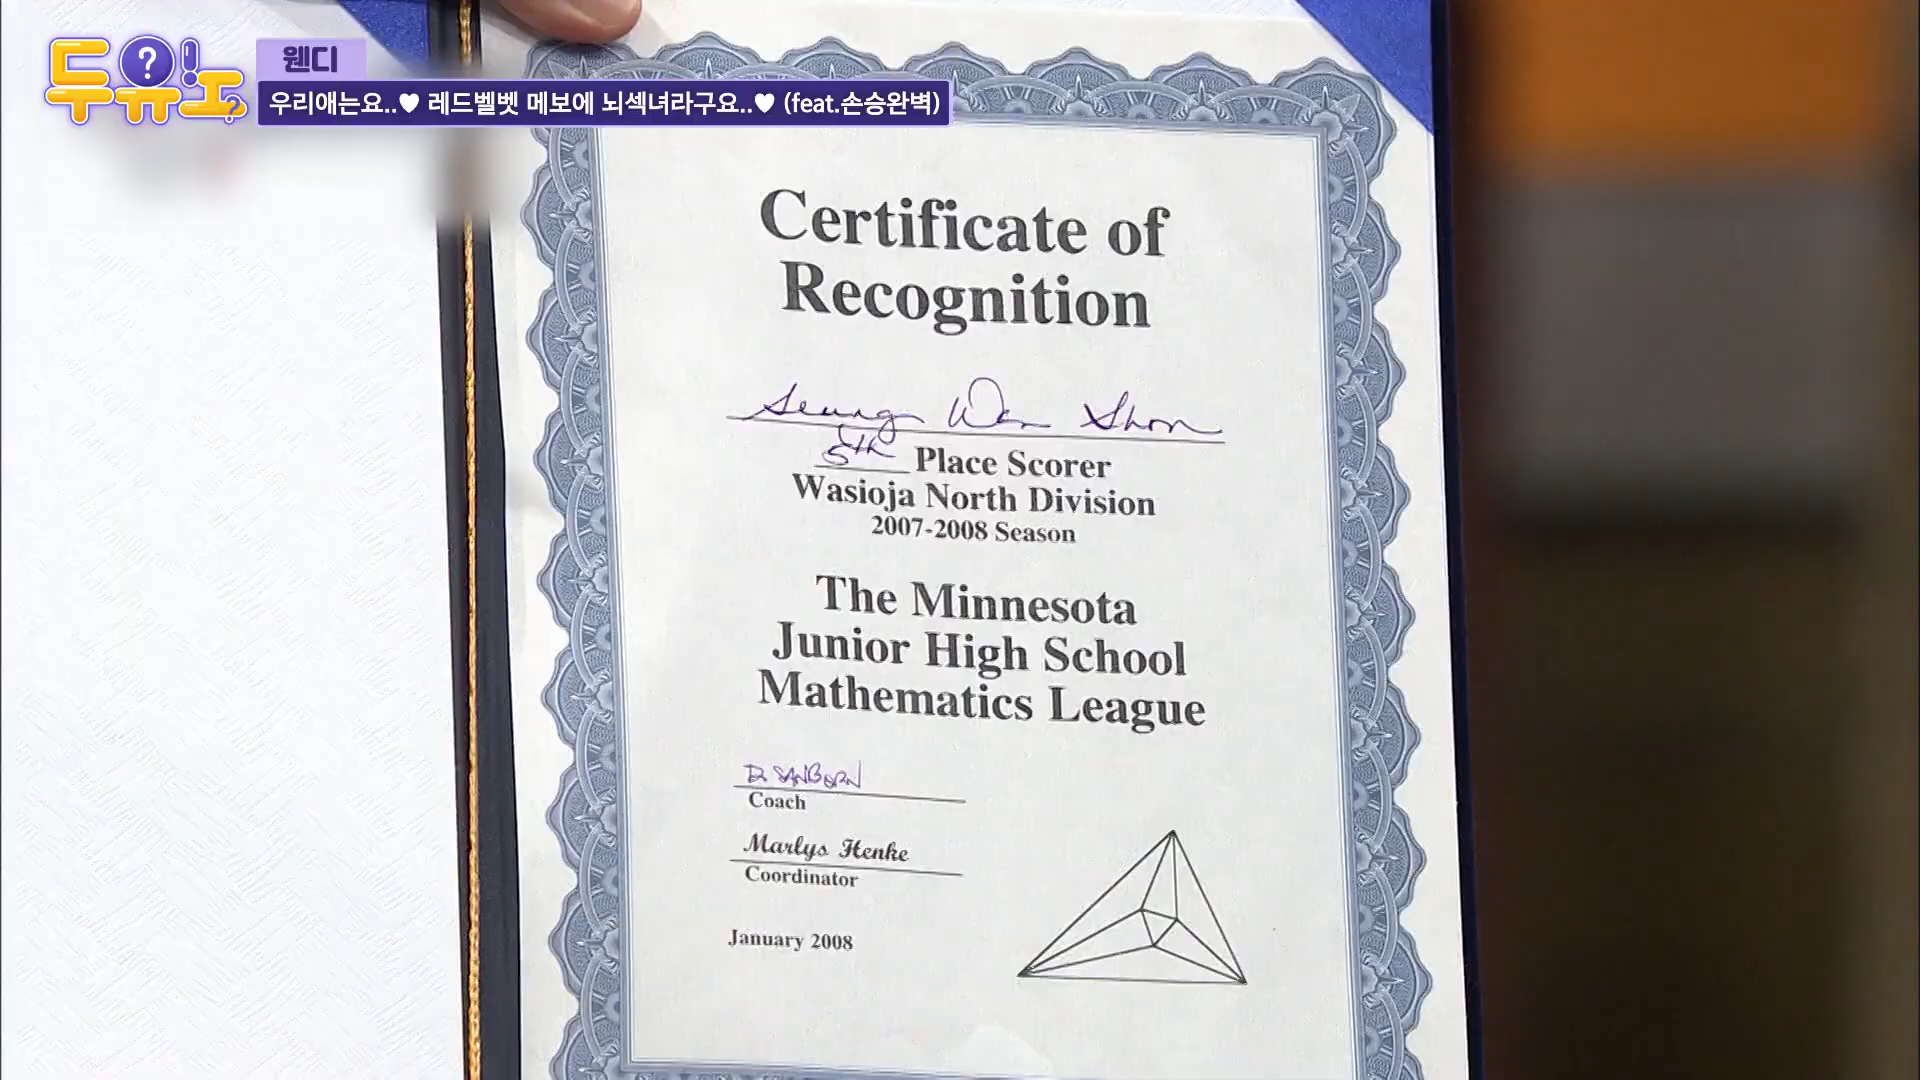 두유노?
웬디
우리애는요..♥ 레드벨벳 메보에 뇌섹녀라구요..♥ (feat.손승완벽)
Certificate of
Recognition
Seung Wan Shon
5th Place Scorer
Wasioja North Division
2007-2008 Season
The Minnesota
Junior High School
Mathematics League
D. SANBORN
Coach
Marlys Henke
Coordinator
January 2008